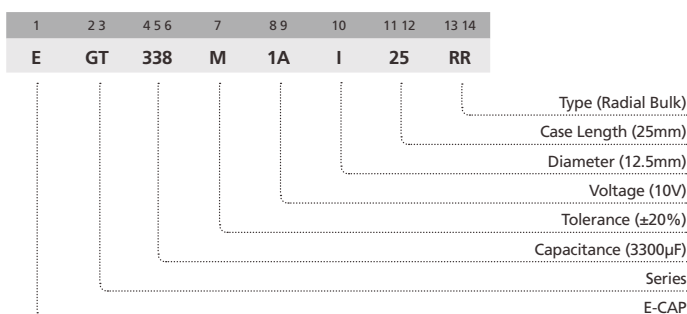 1 2 3 4 5 6 7 8 9 10 11 12 13 14
E GT 338 M 1A I 25 RR
Type (Radial Bulk)
Case Length (25mm)
Diameter (12.5mm)
Voltage (10V)
Tolerance (±20%)
Capacitance (3300µF)
Series
E-CAP